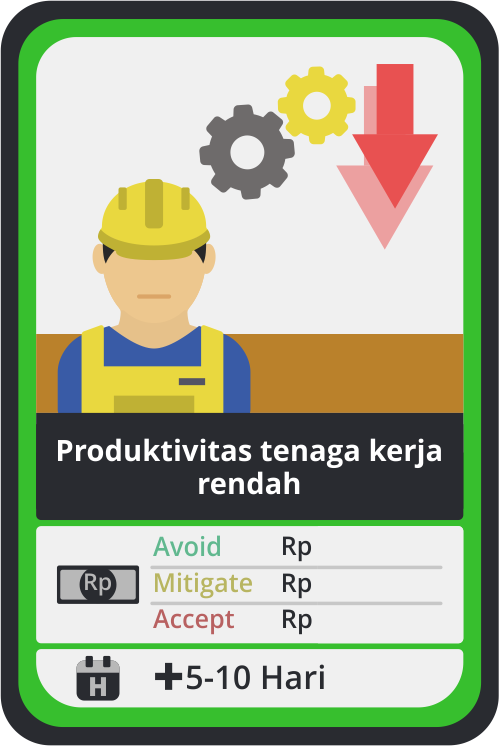 Produktivitas tenaga kerja
rendah
Avoid Rp
Rp Mitigate Rp
Accept Rp
H +5-10 Hari